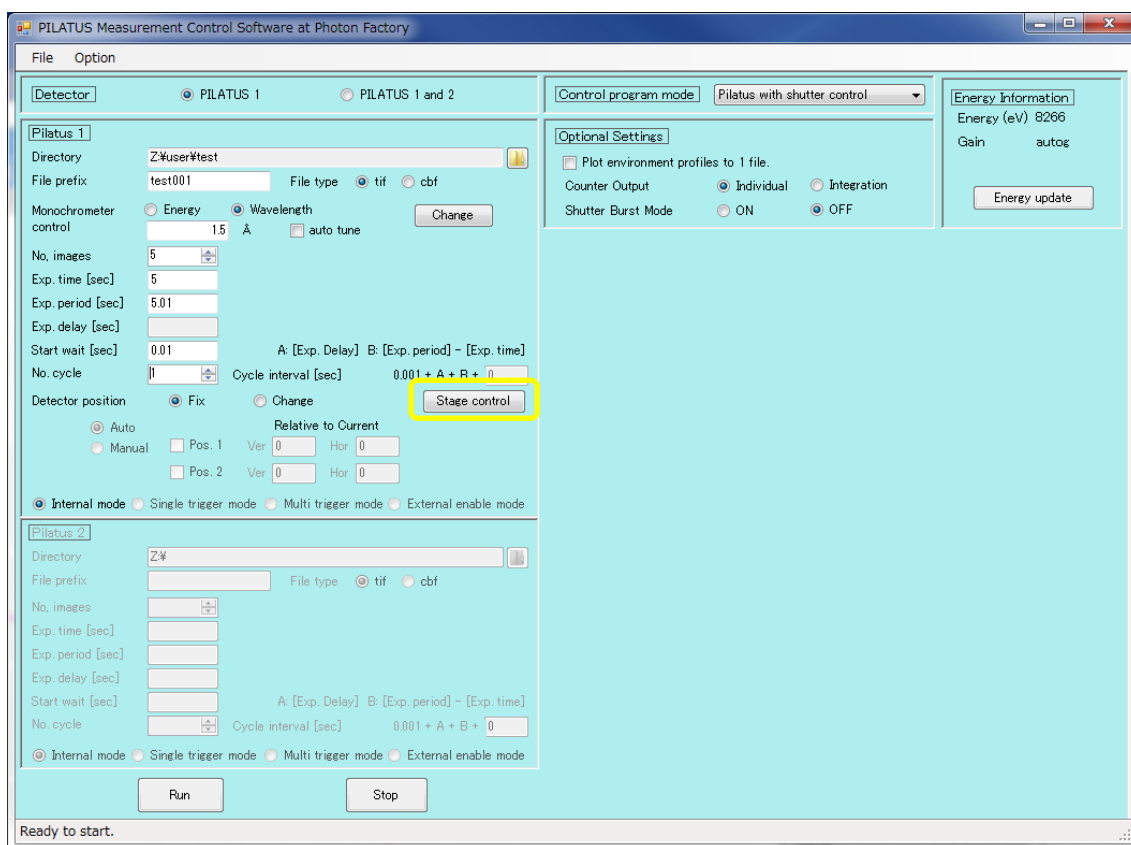 PILATUS Measurement Control Software at Photon Factory
File Option
Detector PILATUS 1 PILATUS 1 and 2
Control program mode Pilatus with shutter control
Energy Information
Energy (eV) 8266
Gain autog
Energy update
Optional Settings
Plot environment profiles to 1 file.
Counter Output Individual Integration
Shutter Burst Mode ON OFF
Pilatus 1
Directory Z:¥user¥test
File prefix test001 File type tif cbf
Monochrometer control Energy Wavelength Change
1.5 Å auto tune
No, images 5
Exp. time [sec] 5
Exp. period [sec] 5.01
Exp. delay [sec]
Start wait [sec] 0.01 A: [Exp. Delay] B: [Exp. period] - [Exp. time]
No. cycle 1 Cycle interval [sec] 0.001 + A + B + 0
Detector position Fix Change Stage control
Auto Relative to Current
Manual Pos. 1 Ver 0 Hor 0
Pos. 2 Ver 0 Hor 0
Internal mode Single trigger mode Multi trigger mode External enable mode
Pilatus 2
Directory Z:¥
File prefix File type tif cbf
No, images
Exp. time [sec]
Exp. period [sec]
Exp. delay [sec]
Start wait [sec] A: [Exp. Delay] B: [Exp. period] - [Exp. time]
No. cycle Cycle interval [sec] 0.001 + A + B + 0
Internal mode Single trigger mode Multi trigger mode External enable mode
Run Stop
Ready to start.